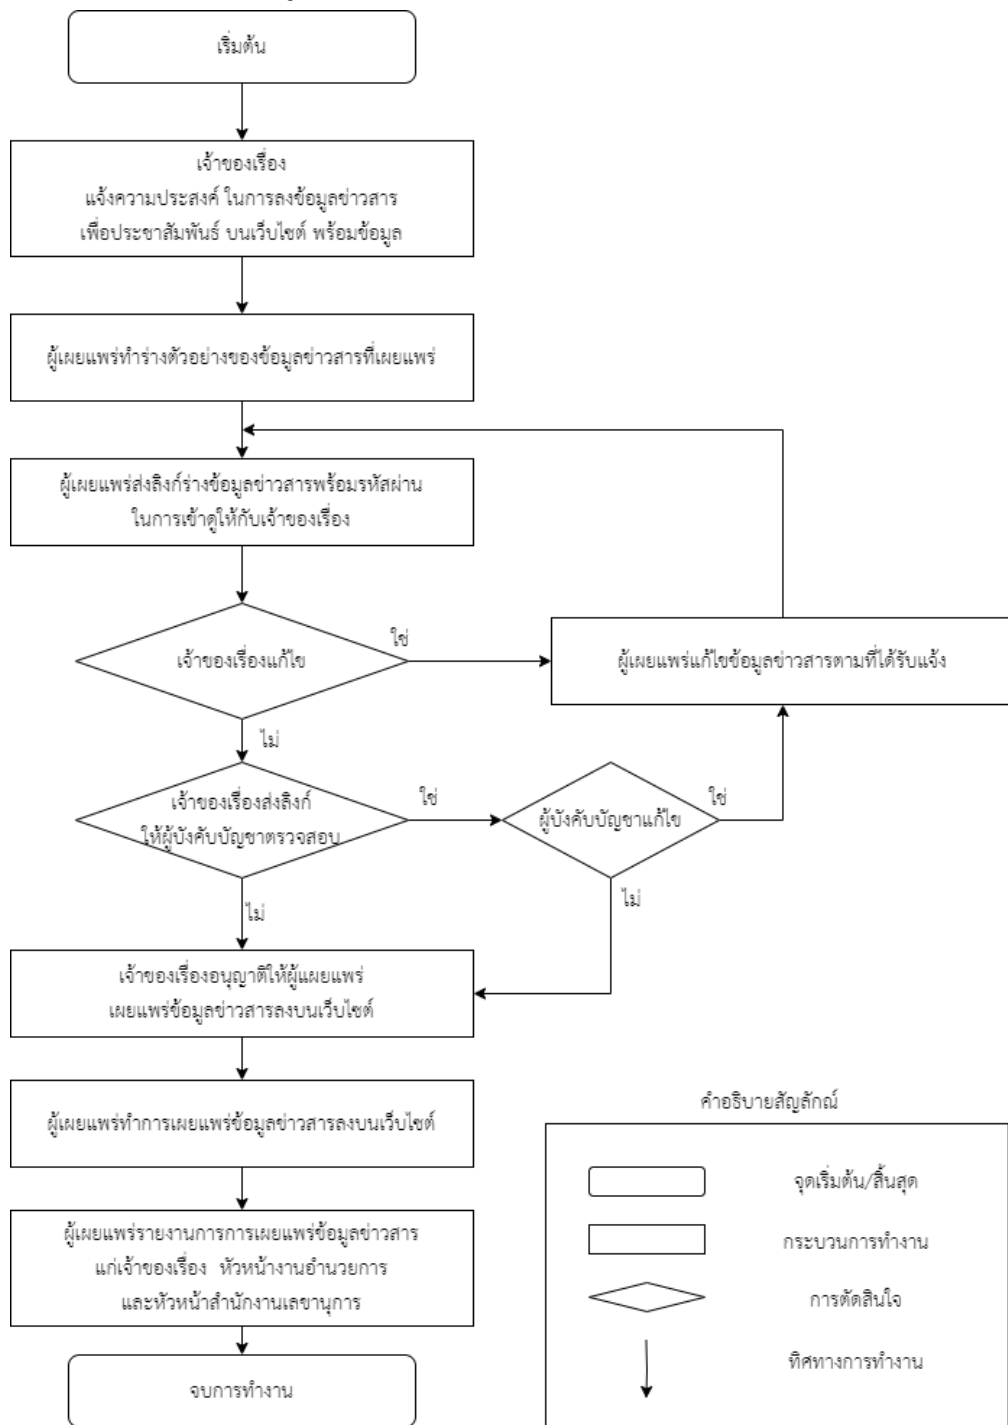 เริ่มต้น
เจ้าของเรื่อง
แจ้งความประสงค์ ในการลงข้อมูลข่าวสาร
เพื่อประชาสัมพันธ์ บนเว็บไซต์ พร้อมข้อมูล
ผู้เผยแพร่ทำร่างตัวอย่างของข้อมูลข่าวสารที่เผยแพร่
ผู้เผยแพร่ส่งลิงก์ร่างข้อมูลข่าวสารพร้อมรหัสผ่าน
ในการเข้าดูให้กับเจ้าของเรื่อง
เจ้าของเรื่องแก้ไข
ใช่
ผู้เผยแพร่แก้ไขข้อมูลข่าวสารตามที่ได้รับแจ้ง
ไม่
เจ้าของเรื่องส่งลิงก์
ให้ผู้บังคับบัญชาตรวจสอบ
ใช่
ผู้บังคับบัญชาแก้ไข
ใช่
ไม่
ไม่
เจ้าของเรื่องอนุญาติให้ผู้แผยแพร่
เผยแพร่ข้อมูลข่าวสารลงบนเว็บไซต์
ผู้เผยแพร่ทำการเผยแพร่ข้อมูลข่าวสารลงบนเว็บไซต์
ผู้เผยแพร่รายงานการการเผยแพร่ข้อมูลข่าวสาร
แก่เจ้าของเรื่อง หัวหน้างานอำนวยการ
และหัวหน้าสำนักงานเลขานุการ
จบการทำงาน
คำอธิบายสัญลักณ์
จุดเริ่มต้น/สิ้นสุด
กระบวนการทำงาน
การตัดสินใจ
ทิศทางการทำงาน